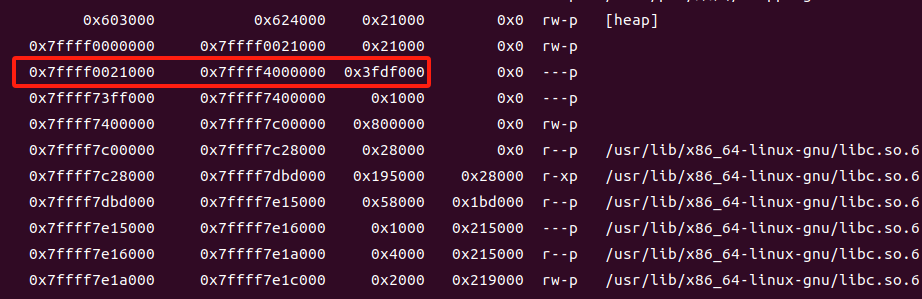 0x603000 0x624000 0x21000 0x0 rw-p [heap]
0x7ffff0000000 0x7ffff0021000 0x21000 0x0 rw-p
0x7ffff0021000 0x7ffff4000000 0x3fdf000 0x0 ---p
0x7ffff73ff000 0x7ffff7400000 0x1000 0x0 ---p
0x7ffff7400000 0x7ffff7c00000 0x800000 0x0 rw-p
0x7ffff7c00000 0x7ffff7c28000 0x28000 0x0 r--p /usr/lib/x86_64-linux-gnu/libc.so.6
0x7ffff7c28000 0x7ffff7dbd000 0x195000 0x28000 r-xp /usr/lib/x86_64-linux-gnu/libc.so.6
0x7ffff7dbd000 0x7ffff7e15000 0x58000 0x1bd000 r--p /usr/lib/x86_64-linux-gnu/libc.so.6
0x7ffff7e15000 0x7ffff7e16000 0x1000 0x215000 ---p /usr/lib/x86_64-linux-gnu/libc.so.6
0x7ffff7e16000 0x7ffff7e1a000 0x4000 0x215000 r--p /usr/lib/x86_64-linux-gnu/libc.so.6
0x7ffff7e1a000 0x7ffff7e1c000 0x2000 0x219000 rw-p /usr/lib/x86_64-linux-gnu/libc.so.6